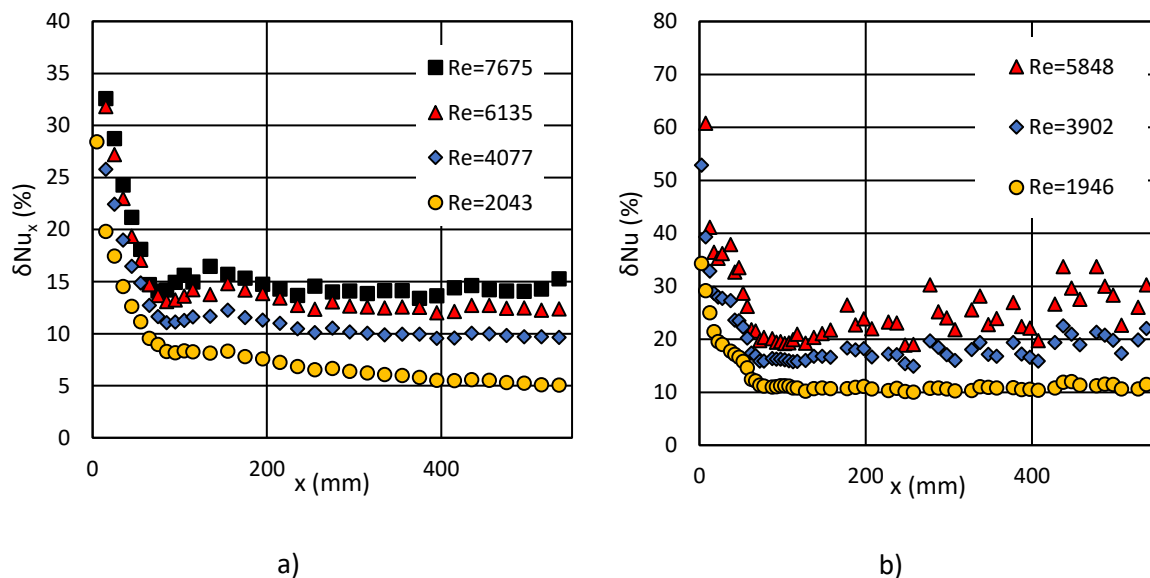 40
35
30
25
20
15
10
5
0
δNuₓ (%)
Re=7675
Re=6135
Re=4077
Re=2043
0
200
400
x (mm)
a)
80
70
60
50
40
30
20
10
0
δNu (%)
Re=5848
Re=3902
Re=1946
0
200
400
x (mm)
b)